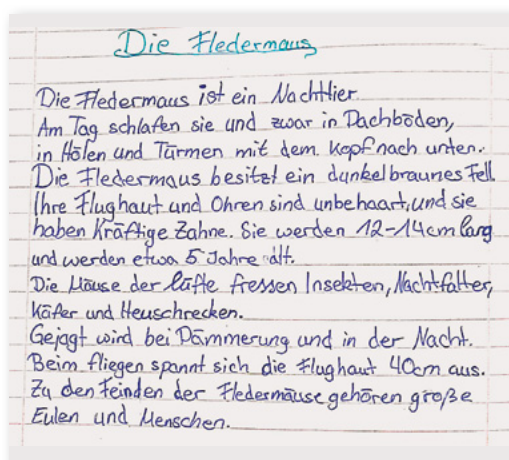 Die Fledermaus
Die Fledermaus ist ein Nachttier.
Am Tag schlafen sie und zwar in Dachböden,
in Hölen und Türmen mit dem Kopf nach unten.
Die Fledermaus besitzt ein dunkelbraunes Fell
Ihre Flughaut und Ohren sind unbehaart, und sie
haben kräftige Zähne. Sie werden 12-14cm lang
und werden etwa 5 Jahre alt.
Die Mäuse der Lüfte fressen Insekten, Nachtfalter,
Käfer und Heuschrecken.
Gejagt wird bei Dämmerung und in der Nacht.
Beim fliegen spannt sich die Flughaut 40cm aus.
Zu den Feinden der Fledermäuse gehören große
Eulen und Menschen.